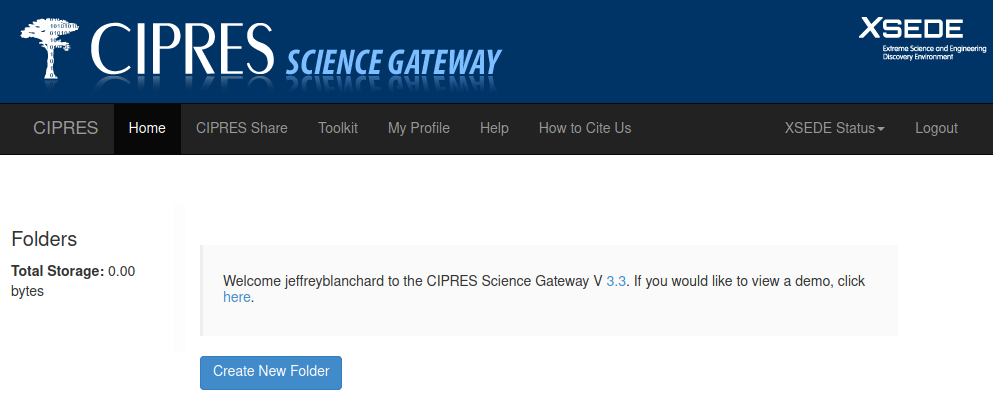 CIPRES SCIENCE GATEWAY
XSEDE
Extreme Science and Engineering
Discovery Environment
CIPRES Home CIPRES Share Toolkit My Profile Help How to Cite Us XSEDE Status Logout
Folders
Total Storage: 0.00
bytes
Welcome jeffreyblanchard to the CIPRES Science Gateway V 3.3. If you would like to view a demo, click
here.
Create New Folder